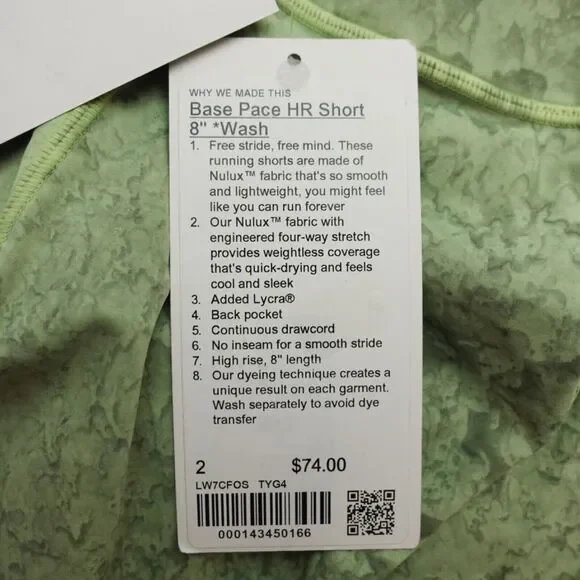 WHY WE MADE THIS
Base Pace HR Short
8" *Wash
1. Free stride, free mind. These
running shorts are made of
Nulux™ fabric that's so smooth
and lightweight, you might feel
like you can run forever
2. Our Nulux™ fabric with
engineered four-way stretch
provides weightless coverage
that's quick-drying and feels
cool and sleek
3. Added Lycra®
4. Back pocket
5. Continuous drawcord
6. No inseam for a smooth stride
7. High rise, 8" length
8. Our dyeing technique creates a
unique result on each garment.
Wash separately to avoid dye
transfer
2 $74.00
LW7CFOS TYG4
000143450166